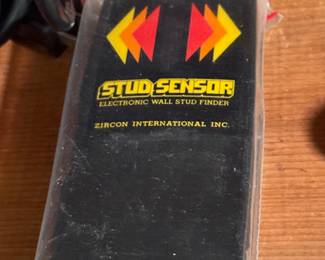 STUD SENSOR
ELECTRONIC WALL STUD FINDER
ZIRCON INTERNATIONAL INC.